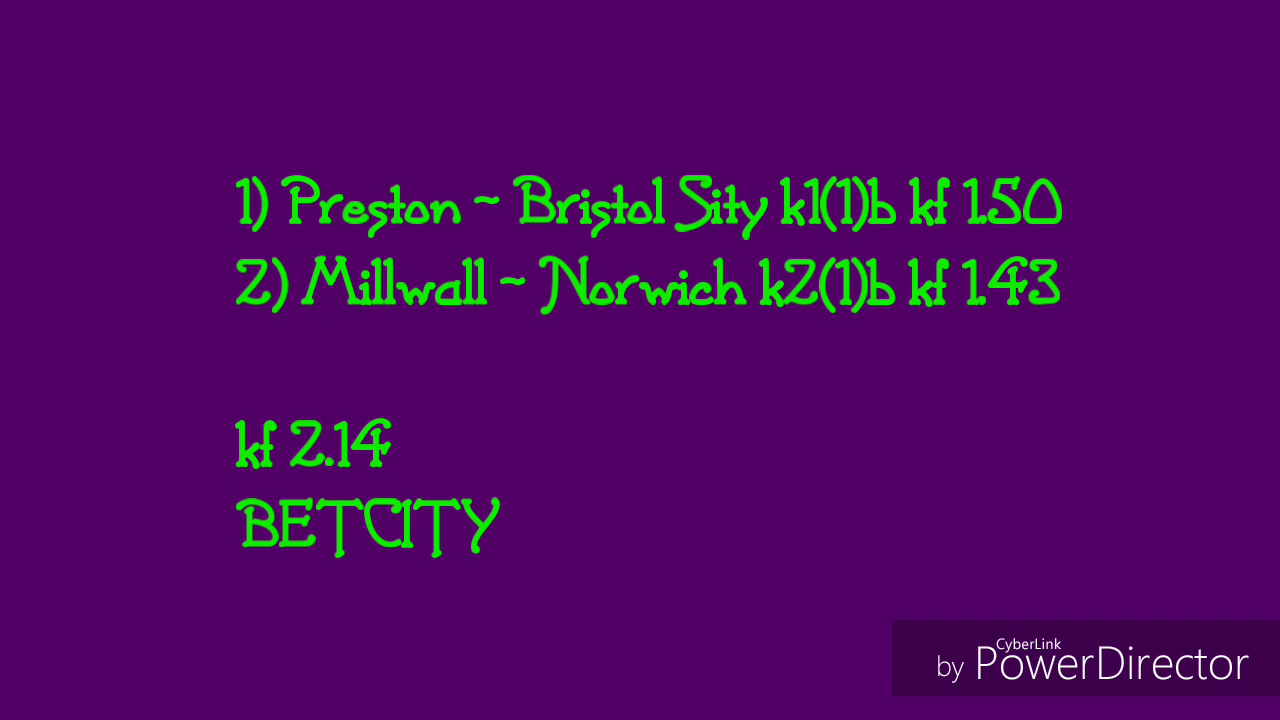 1) Preston ~ Bristol Sity k1(1)b kf 1.50
2) Millwall ~ Norwich k2(1)b kf 1.43
kf 2.14
BETCITY
CyberLink
by PowerDirector